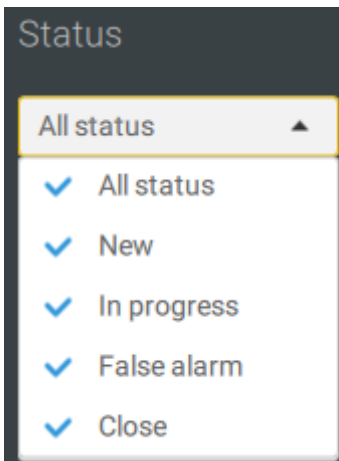 Status
All status
All status
New
In progress
False alarm
Close